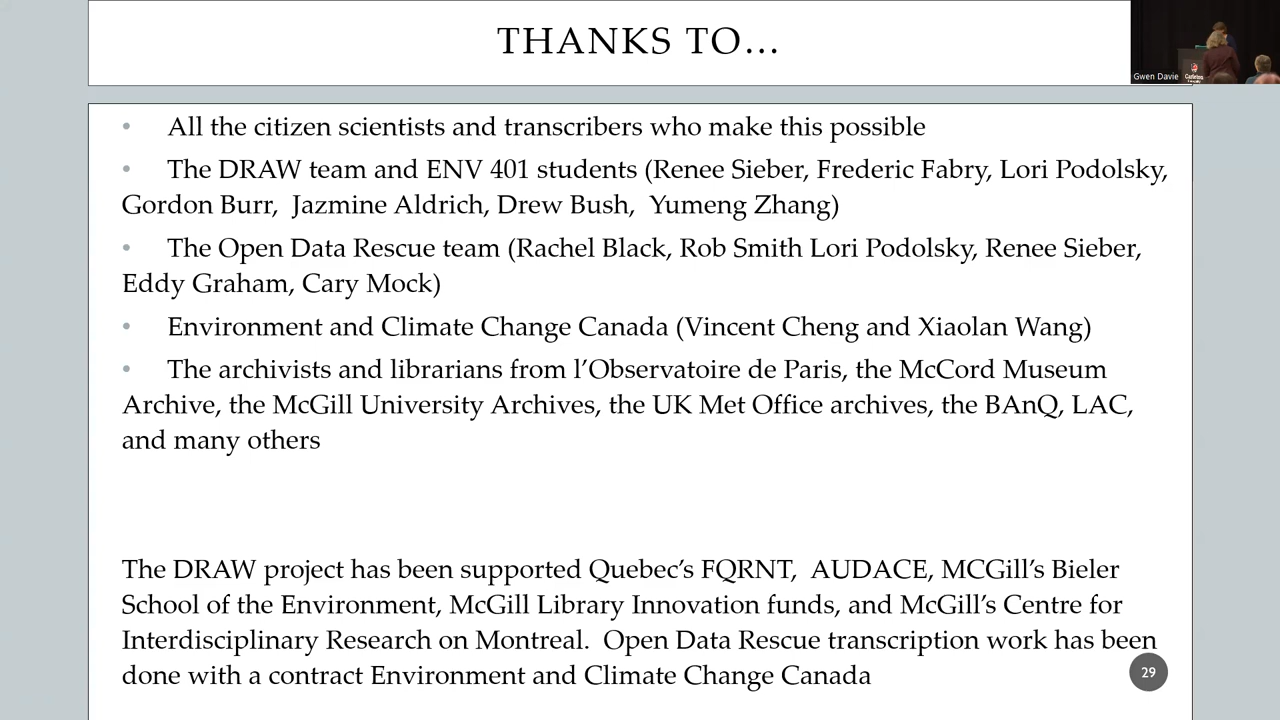 THANKS TO…
Gwen Davie
• All the citizen scientists and transcribers who make this possible
• The DRAW team and ENV 401 students (Renee Sieber, Frederic Fabry, Lori Podolsky,
Gordon Burr,  Jazmine Aldrich, Drew Bush,  Yumeng Zhang)
• The Open Data Rescue team (Rachel Black, Rob Smith Lori Podolsky, Renee Sieber,
Eddy Graham, Cary Mock)
• Environment and Climate Change Canada (Vincent Cheng and Xiaolan Wang)
• The archivists and librarians from l’Observatoire de Paris, the McCord Museum
Archive, the McGill University Archives, the UK Met Office archives, the BAnQ, LAC,
and many others
The DRAW project has been supported Quebec’s FQRNT,  AUDACE, MCGill’s Bieler
School of the Environment, McGill Library Innovation funds, and McGill’s Centre for
Interdisciplinary Research on Montreal.  Open Data Rescue transcription work has been
done with a contract Environment and Climate Change Canada
29